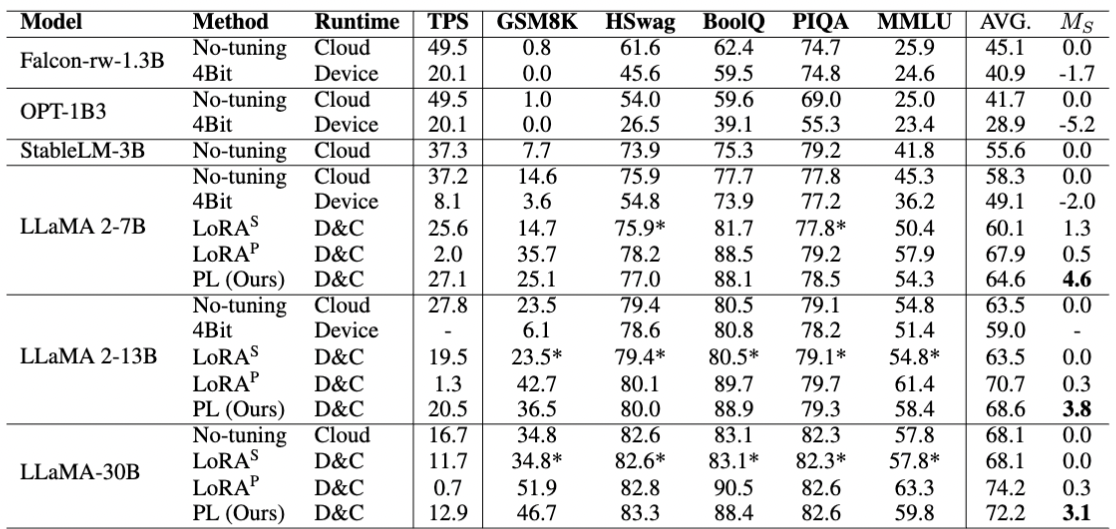 Model Method Runtime TPS GSM8K HSwag BoolQ PIQA MMLU AVG. M_S
Falcon-rw-1.3B No-tuning Cloud 49.5 0.8 61.6 62.4 74.7 25.9 45.1 0.0
4Bit Device 20.1 0.0 45.6 59.5 74.8 24.6 40.9 -1.7
OPT-1B3 No-tuning Cloud 49.5 1.0 54.0 59.6 69.0 25.0 41.7 0.0
4Bit Device 20.1 0.0 26.5 39.1 55.3 23.4 28.9 -5.2
StableLM-3B No-tuning Cloud 37.3 7.7 73.9 75.3 79.2 41.8 55.6 0.0
No-tuning Cloud 37.2 14.6 75.9 77.7 77.8 45.3 58.3 0.0
4Bit Device 8.1 3.6 54.8 73.9 77.2 36.2 49.1 -2.0
LLaMA 2-7B LoRA^S D&C 25.6 14.7 75.9* 81.7 77.8* 50.4 60.1 1.3
LoRA^P D&C 2.0 35.7 78.2 88.5 79.2 57.9 67.9 0.5
PL (Ours) D&C 27.1 25.1 77.0 88.1 78.5 54.3 64.6 4.6
No-tuning Cloud 27.8 23.5 79.4 80.5 79.1 54.8 63.5 0.0
4Bit Device - 6.1 78.6 80.8 78.2 51.4 59.0 -
LLaMA 2-13B LoRA^S D&C 19.5 23.5* 79.4* 80.5* 79.1* 54.8* 63.5 0.0
LoRA^P D&C 1.3 42.7 80.1 89.7 79.7 61.4 70.7 0.3
PL (Ours) D&C 20.5 36.5 80.0 88.9 79.3 58.4 68.6 3.8
No-tuning Cloud 16.7 34.8 82.6 83.1 82.3 57.8 68.1 0.0
LLaMA-30B LoRA^S D&C 11.7 34.8* 82.6* 83.1* 82.3* 57.8* 68.1 0.0
LoRA^P D&C 0.7 51.9 82.8 90.5 82.6 63.3 74.2 0.3
PL (Ours) D&C 12.9 46.7 83.3 88.4 82.6 59.8 72.2 3.1